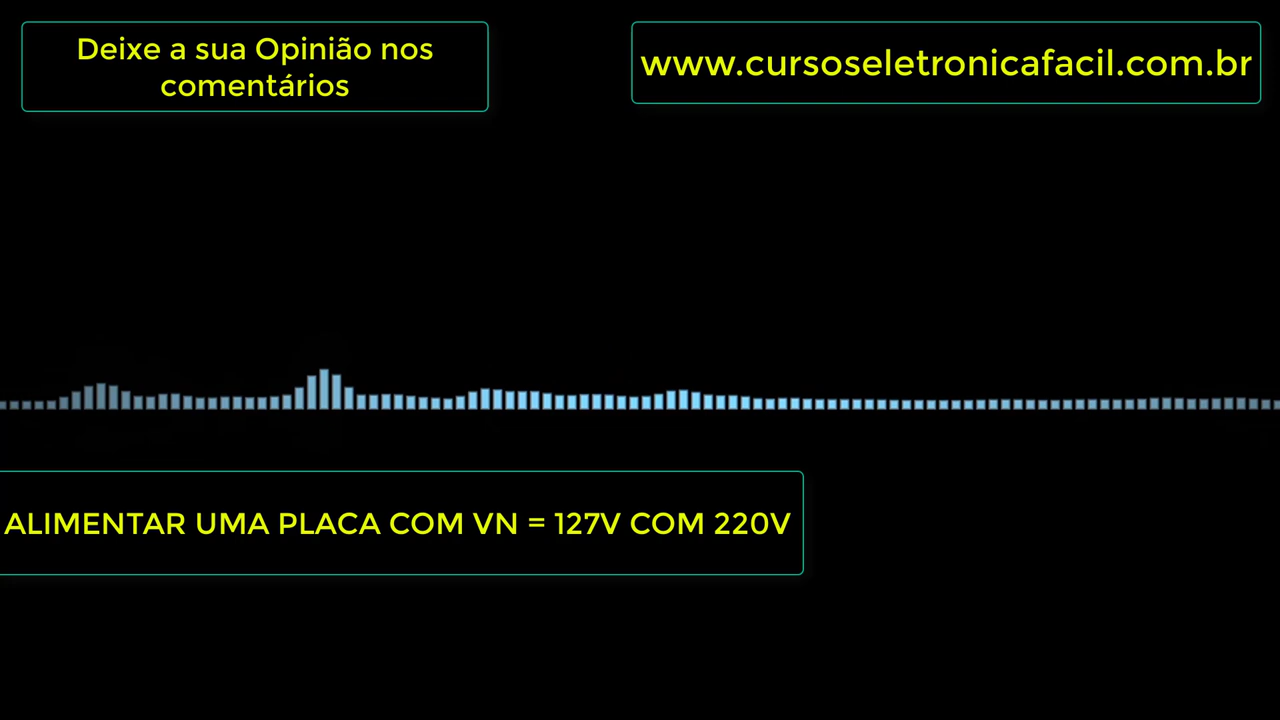 Deixe a sua Opinião nos
comentários
www.cursoseletronicafacil.com.br
ALIMENTAR UMA PLACA COM VN = 127V COM 220V